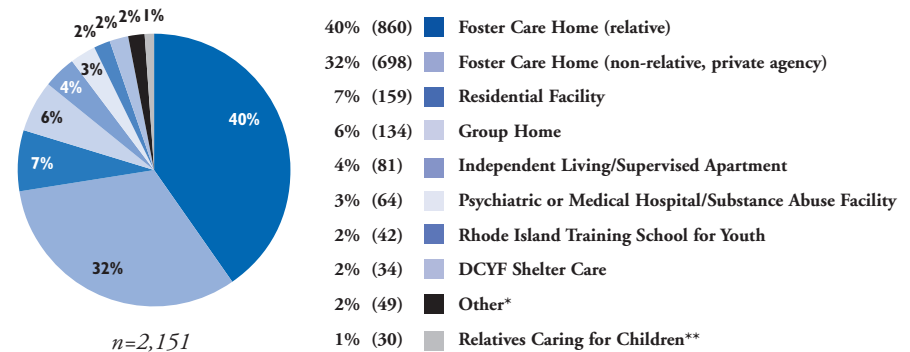 2% 2% 2% 1%
3%
4%
6%
40%
7%
32%
n=2,151
40% (860) Foster Care Home (relative)
32% (698) Foster Care Home (non-relative, private agency)
7% (159) Residential Facility
6% (134) Group Home
4% (81) Independent Living/Supervised Apartment
3% (64) Psychiatric or Medical Hospital/Substance Abuse Facility
2% (42) Rhode Island Training School for Youth
2% (34) DCYF Shelter Care
2% (49) Other*
1% (30) Relatives Caring for Children**